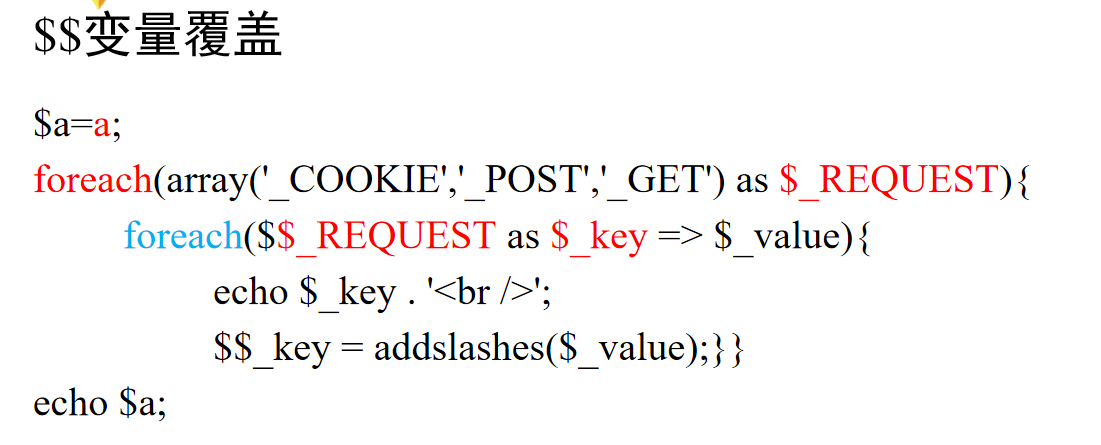 $$变量覆盖
$a=a;
foreach(array('_COOKIE','_POST','_GET') as $_REQUEST){
foreach($$_REQUEST as $_key => $_value){
echo $_key . '<br />';
$$_key = addslashes($_value);}}
echo $a;